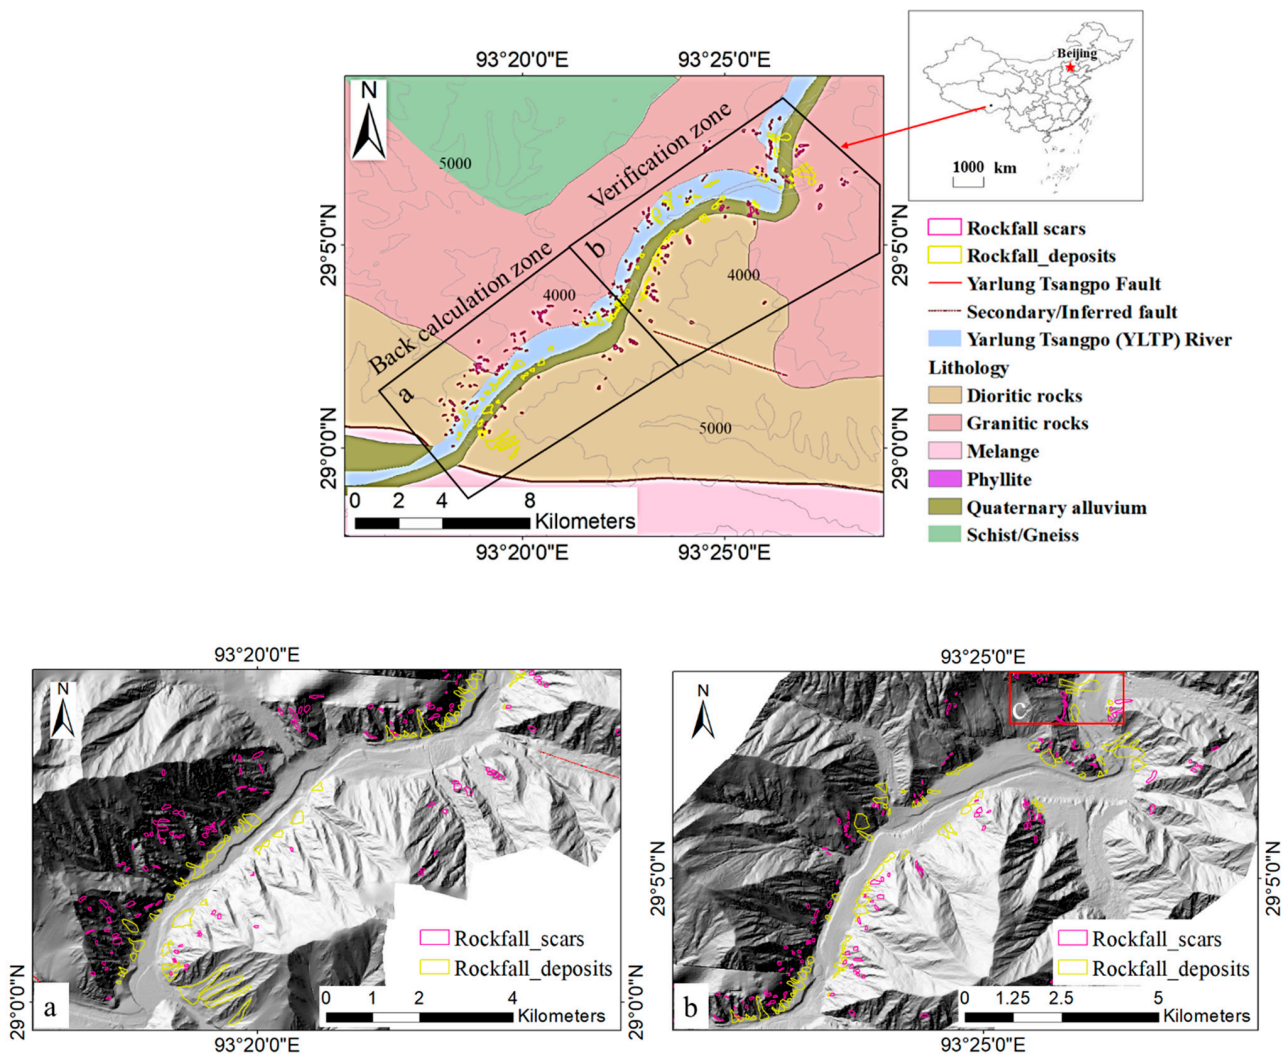 93°20'0"E
93°25'0"E
N
Beijing
1000 km
5000
Verification zone
Back calculation zone
b
a
4000
4000
5000
29°5'0"N
29°0'0"N
29°5'0"N
29°0'0"N
0 2 4 8
Kilometers
93°20'0"E
93°25'0"E
Rockfall scars
Rockfall_deposits
Yarlung Tsangpo Fault
Secondary/Inferred fault
Yarlung Tsangpo (YLTP) River
Lithology
Dioritic rocks
Granitic rocks
Melange
Phyllite
Quaternary alluvium
Schist/Gneiss
93°20'0"E
N
Rockfall_scars
Rockfall_deposits
0 1 2 4
Kilometers
a
29°0'0"N
29°0'0"N
93°20'0"E
93°25'0"E
N
C
29°5'0"N
29°5'0"N
Rockfall_scars
Rockfall_deposits
0 1.25 2.5 5
Kilometers
b
93°25'0"E